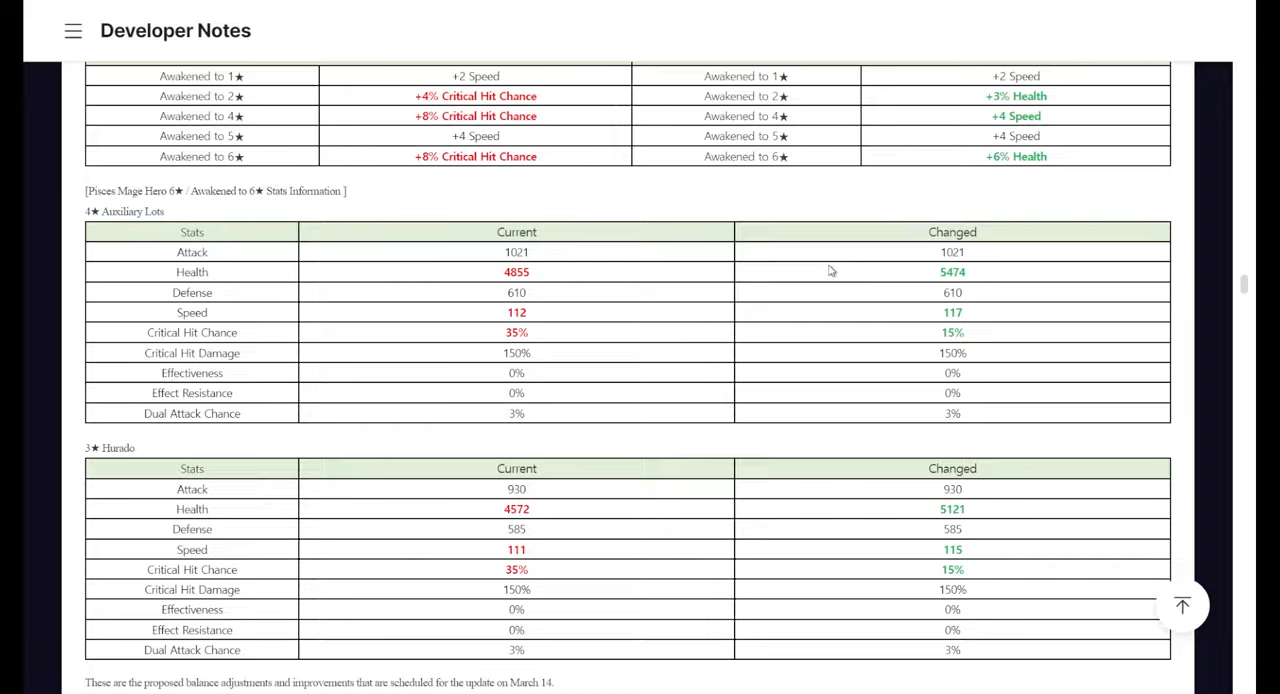 Developer Notes
Awakened to 1★ +2 Speed Awakened to 1★ +2 Speed
Awakened to 2★ +4% Critical Hit Chance Awakened to 2★ +3% Health
Awakened to 4★ +8% Critical Hit Chance Awakened to 4★ +4 Speed
Awakened to 5★ +4 Speed Awakened to 5★ +4 Speed
Awakened to 6★ +8% Critical Hit Chance Awakened to 6★ +6% Health
[Pisces Mage Hero 6★ / Awakened to 6★ Stats Information ]
4★ Auxiliary Lots
Stats Current Changed
Attack 1021 1021
Health 4855 5474
Defense 610 610
Speed 112 117
Critical Hit Chance 35% 15%
Critical Hit Damage 150% 150%
Effectiveness 0% 0%
Effect Resistance 0% 0%
Dual Attack Chance 3% 3%
3★ Hurado
Stats Current Changed
Attack 930 930
Health 4572 5121
Defense 585 585
Speed 111 115
Critical Hit Chance 35% 15%
Critical Hit Damage 150% 150%
Effectiveness 0% 0%
Effect Resistance 0% 0%
Dual Attack Chance 3% 3%
These are the proposed balance adjustments and improvements that are scheduled for the update on March 14.